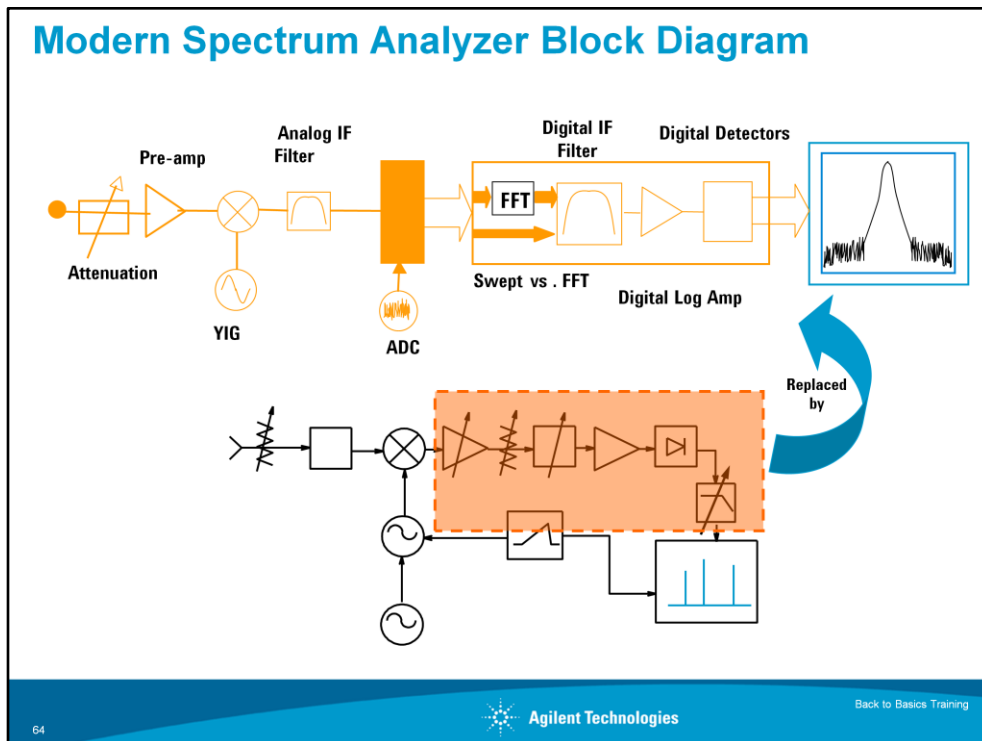 Modern Spectrum Analyzer Block Diagram
Analog IF
Filter
Digital IF
Filter
Digital Detectors
Pre-amp
FFT
Attenuation
Swept vs . FFT
Digital Log Amp
YIG
ADC
Replaced
by
64
Agilent Technologies
Back to Basics Training